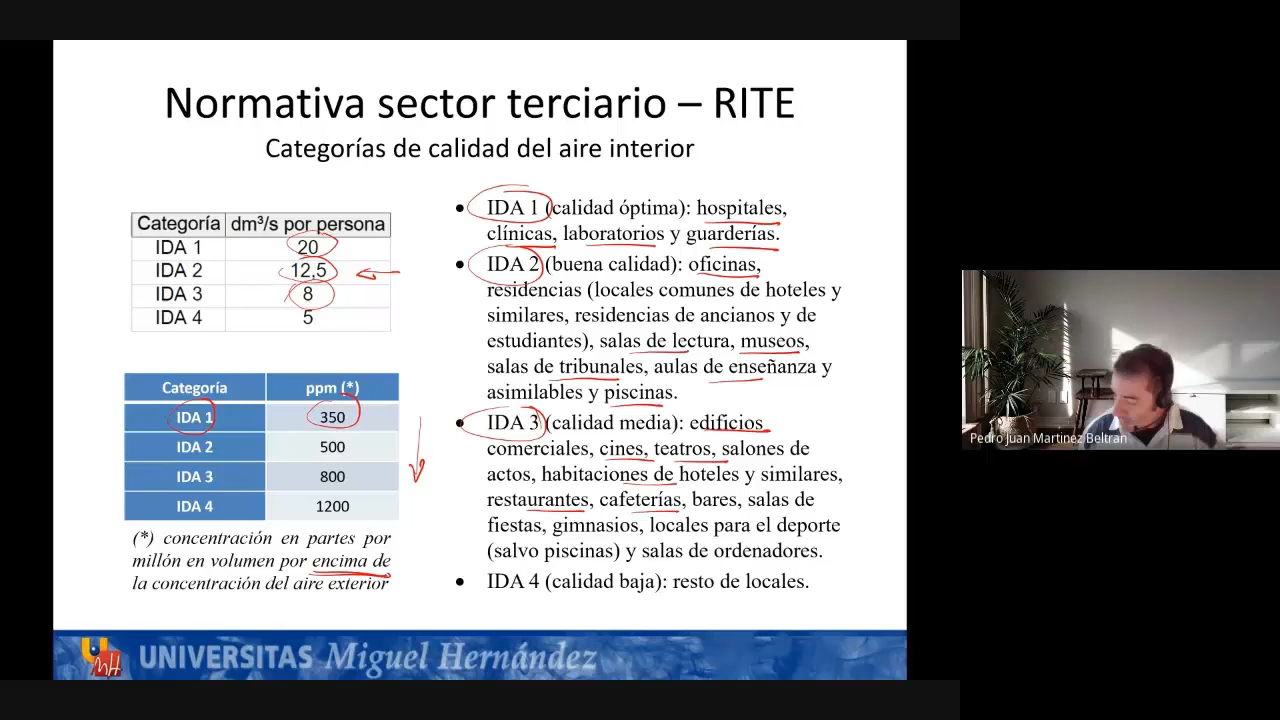 Normativa sector terciario – RITE
Categorías de calidad del aire interior
Categoría dm³/s por persona
IDA 1 20
IDA 2 12,5
IDA 3 8
IDA 4 5
Categoría ppm (*)
IDA 1 350
IDA 2 500
IDA 3 800
IDA 4 1200
(*) concentración en partes por
millón en volumen por encima de
la concentración del aire exterior
• IDA 1 (calidad óptima): hospitales,
clínicas, laboratorios y guarderías.
• IDA 2 (buena calidad): oficinas,
residencias (locales comunes de hoteles y
similares, residencias de ancianos y de
estudiantes), salas de lectura, museos,
salas de tribunales, aulas de enseñanza y
asimilables y piscinas.
• IDA 3 (calidad media): edificios
comerciales, cines, teatros, salones de
actos, habitaciones de hoteles y similares,
restaurantes, cafeterías, bares, salas de
fiestas, gimnasios, locales para el deporte
(salvo piscinas) y salas de ordenadores.
• IDA 4 (calidad baja): resto de locales.
UNIVERSITAS Miguel Hernández
Pedro Juan Martinez Beltran